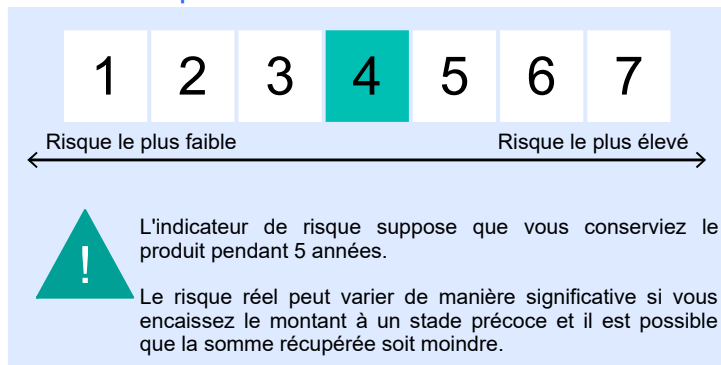 1 2 3 4 5 6 7
Risque le plus faible Risque le plus élevé
!
L'indicateur de risque suppose que vous conserviez le
produit pendant 5 années.
Le risque réel peut varier de manière significative si vous
encaissez le montant à un stade précoce et il est possible
que la somme récupérée soit moindre.